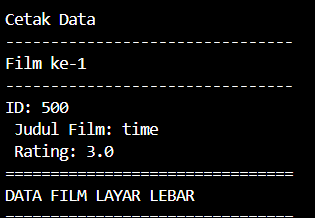 Cetak Data
--------------------------------
Film ke-1
--------------------------------
ID: 500
 Judul Film: time
 Rating: 3.0
================================
DATA FILM LAYAR LEBAR
--------------------------------